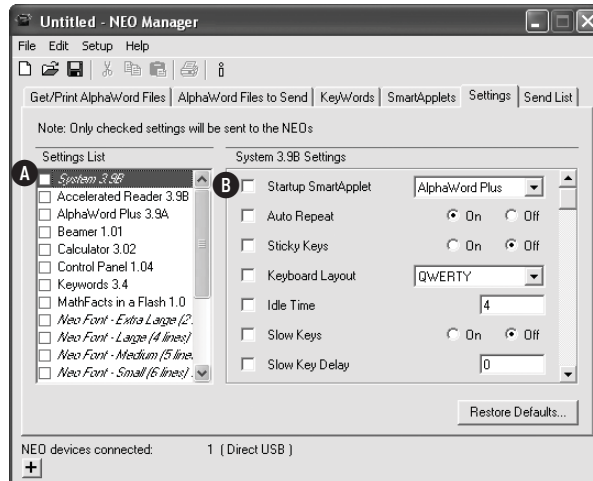 Untitled - NEO Manager
File Edit Setup Help
Get/Print AlphaWord Files AlphaWord Files to Send KeyWords SmartApplets Settings Send List
Note: Only checked settings will be sent to the NEOs
Settings List
A
System 3.9B
Accelerated Reader 3.9B
AlphaWord Plus 3.9A
Beamer 1.01
Calculator 3.02
Control Panel 1.04
Keywords 3.4
MathFacts in a Flash 1.0
Neo Font - Extra Large (2
Neo Font - Large (4 lines)
Neo Font - Medium (5 line
Neo Font - Small (6 lines)
System 3.9B Settings
B
Startup SmartApplet AlphaWord Plus
Auto Repeat On Off
Sticky Keys On Off
Keyboard Layout QWERTY
Idle Time 4
Slow Keys On Off
Slow Key Delay 0
Restore Defaults...
NEO devices connected: 1 ( Direct USB )
+